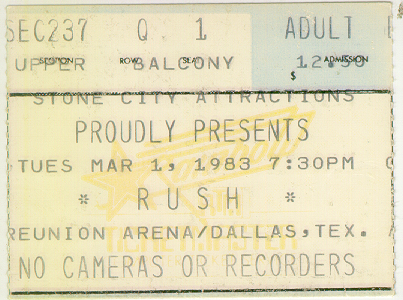 SEC237 Q 1 ADULT
SECTION ROW SEAT ADMISSION
UPPER BALCONY $ 12.50
STONE CITY ATTRACTIONS
PROUDLY PRESENTS
TUES MAR 1, 1983 7:30PM
* RUSH *
REUNION ARENA/DALLAS, TEX.
NO CAMERAS OR RECORDERS